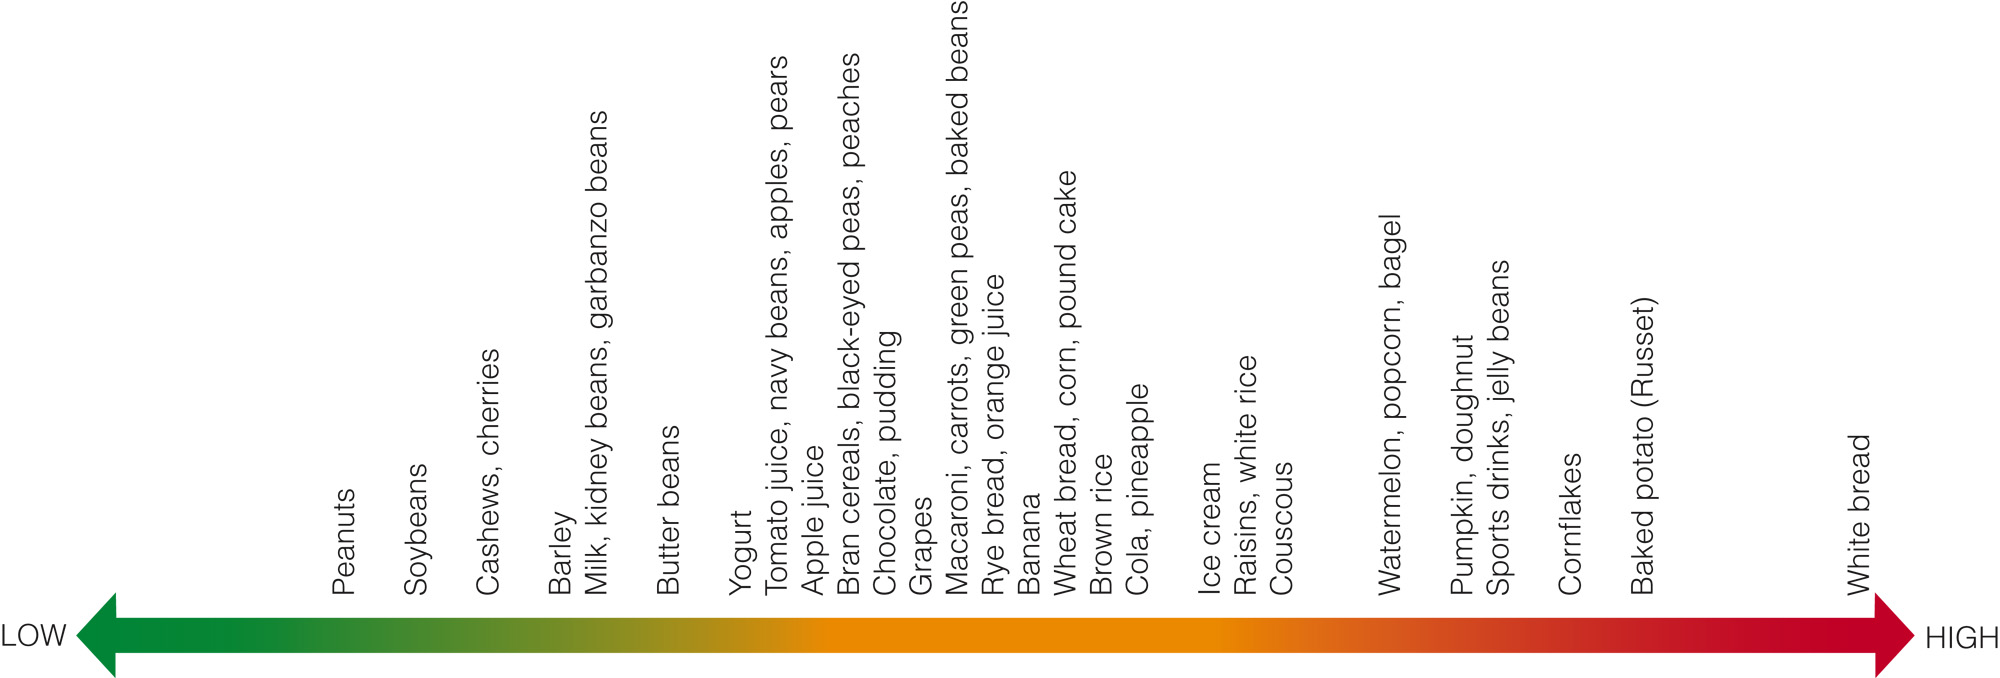 LOW
Peanuts
Soybeans
Cashews, cherries
Barley
Milk, kidney beans, garbanzo beans
Butter beans
Yogurt
Tomato juice, navy beans, apples, pears
Apple juice
Bran cereals, black-eyed peas, peaches
Chocolate, pudding
Grapes
Macaroni, carrots, green peas, baked beans
Rye bread, orange juice
Banana
Wheat bread, corn, pound cake
Brown rice
Cola, pineapple
Ice cream
Raisins, white rice
Couscous
Watermelon, popcorn, bagel
Pumpkin, doughnut
Sports drinks, jelly beans
Cornflakes
Baked potato (Russet)
White bread
HIGH